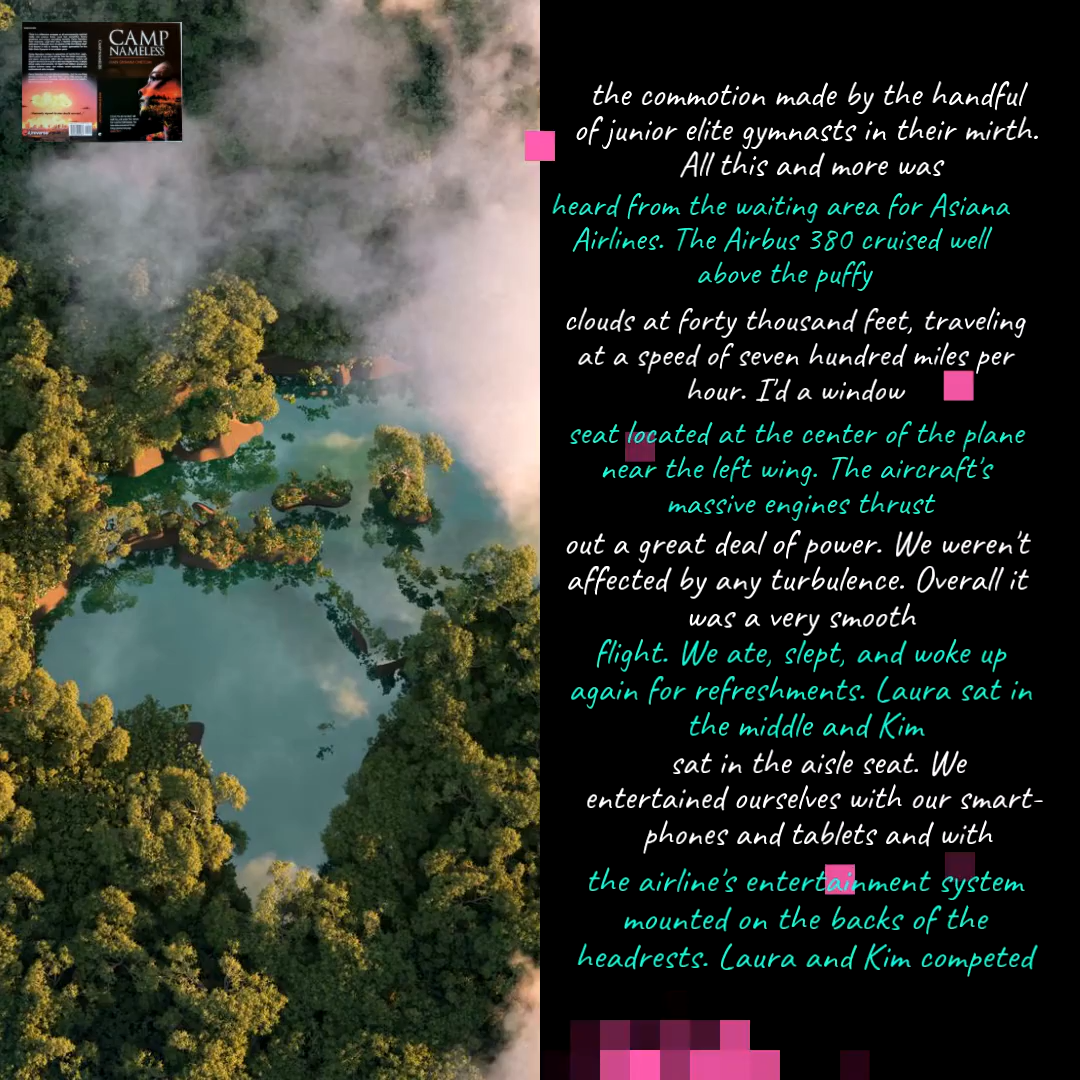 CAMP
NAMELESS
the commotion made by the handful
of junior elite gymnasts in their mirth.
All this and more was
heard from the waiting area for Asiana
Airlines. The Airbus 380 cruised well
above the puffy
clouds at forty thousand feet, traveling
at a speed of seven hundred miles per
hour. I'd a window
seat located at the center of the plane
near the left wing. The aircraft's
massive engines thrust
out a great deal of power. We weren't
affected by any turbulence. Overall it
was a very smooth
flight. We ate, slept, and woke up
again for refreshments. Laura sat in
the middle and Kim
sat in the aisle seat. We
entertained ourselves with our smart-
phones and tablets and with
the airline's entertainment system
mounted on the backs of the
headrests. Laura and Kim competed